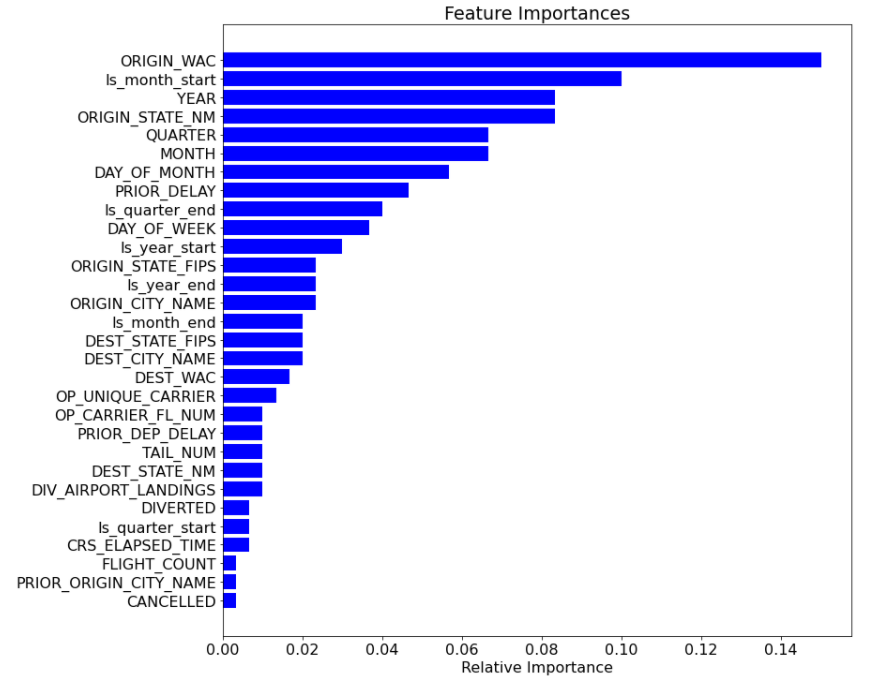 Feature Importances
ORIGIN_WAC
Is_month_start
YEAR
ORIGIN_STATE_NM
QUARTER
MONTH
DAY_OF_MONTH
PRIOR_DELAY
Is_quarter_end
DAY_OF_WEEK
Is_year_start
ORIGIN_STATE_FIPS
Is_year_end
ORIGIN_CITY_NAME
Is_month_end
DEST_STATE_FIPS
DEST_CITY_NAME
DEST_WAC
OP_UNIQUE_CARRIER
OP_CARRIER_FL_NUM
PRIOR_DEP_DELAY
TAIL_NUM
DEST_STATE_NM
DIV_AIRPORT_LANDINGS
DIVERTED
Is_quarter_start
CRS_ELAPSED_TIME
FLIGHT_COUNT
PRIOR_ORIGIN_CITY_NAME
CANCELLED
0.00 0.02 0.04 0.06 0.08 0.10 0.12 0.14
Relative Importance